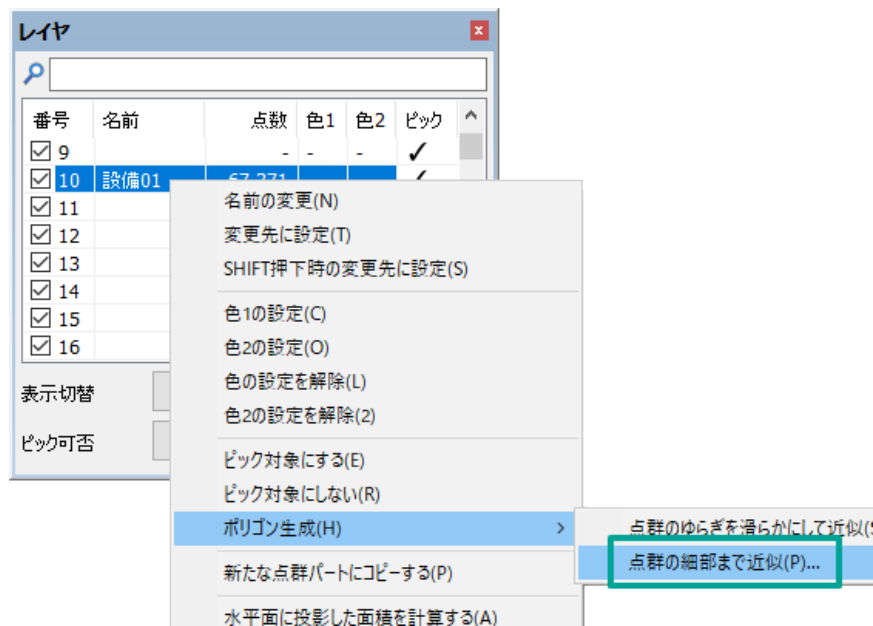 レイヤ
番号 名前 点数 色1 色2 ピック
9 - - - ✓
10 設備01 67,271 ✓
11
12
13
14
15
16
表示切替
ピック可否
名前の変更(N)
変更先に設定(T)
SHIFT押下時の変更先に設定(S)
色1の設定(C)
色2の設定(O)
色の設定を解除(L)
色2の設定を解除(2)
ピック対象にする(E)
ピック対象にしない(R)
ポリゴン生成(H)
点群のゆらぎを滑らかにして近似(S
点群の細部まで近似(P)...
新たな点群パートにコピーする(P)
水平面に投影した面積を計算する(A)